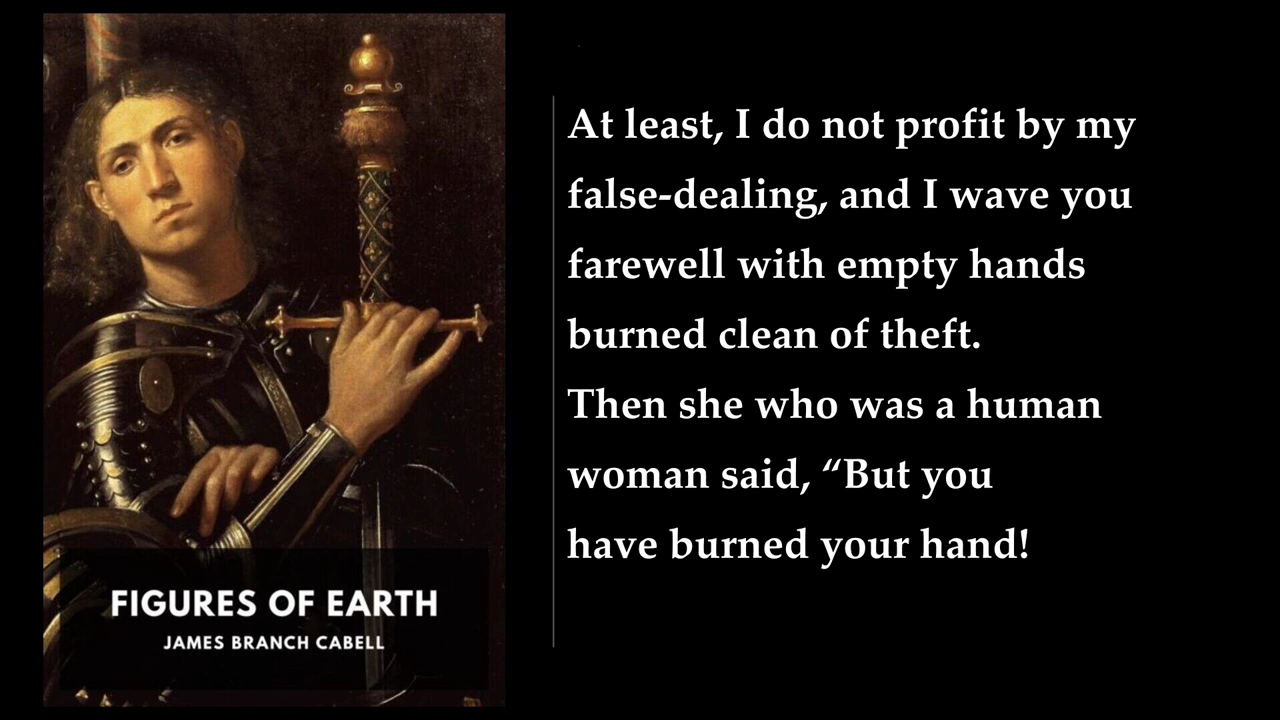 FIGURES OF EARTH
JAMES BRANCH CABELL
At least, I do not profit by my
false-dealing, and I wave you
farewell with empty hands
burned clean of theft.
Then she who was a human
woman said, “But you
have burned your hand!